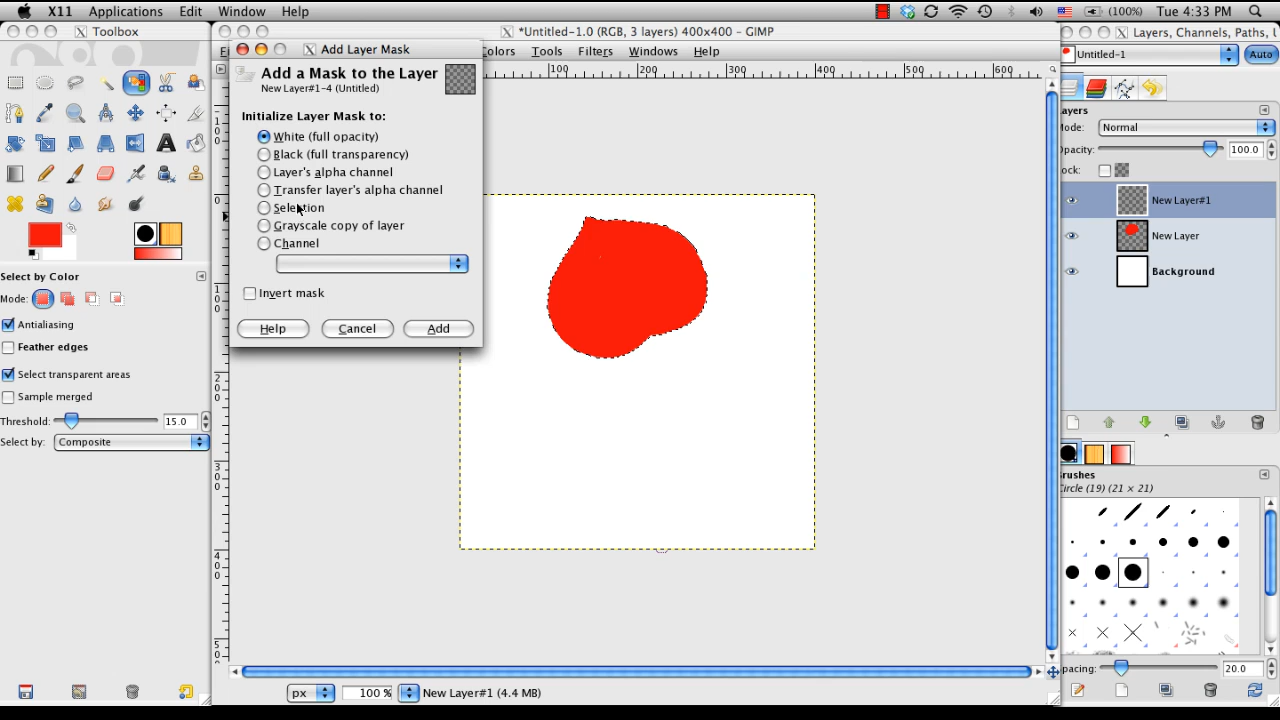 X11 Applications Edit Window Help (100%) Tue 4:33 PM
Toolbox
*Untitled-1.0 (RGB, 3 layers) 400x400 – GIMP
Layers, Channels, Paths, U
Add Layer Mask
Colors Tools Filters Windows Help
Untitled-1 Auto
Add a Mask to the Layer
New Layer#1-4 (Untitled)
Initialize Layer Mask to:
White (full opacity)
Black (full transparency)
Layer's alpha channel
Transfer layer's alpha channel
Selection
Grayscale copy of layer
Channel
Invert mask
Help Cancel Add
100 200 300 400 500 600
0
100
200
300
400
ayers
Mode: Normal
Opacity: 100.0
ock:
New Layer#1
New Layer
Background
Select by Color
Mode:
Antialiasing
Feather edges
Select transparent areas
Sample merged
Threshold: 15.0
Select by: Composite
Brushes
Circle (19) (21 × 21)
pacing: 20.0
px 100 % New Layer#1 (4.4 MB)